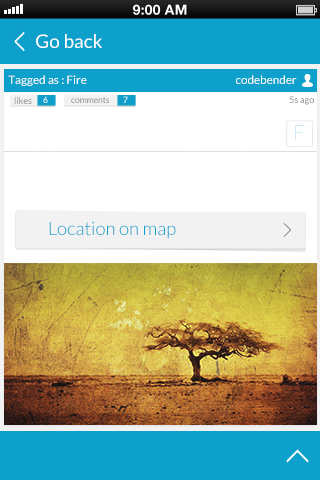 9:00 AM
Go back
Tagged as : Fire codebender
likes 6 comments 7 5s ago
F
Location on map